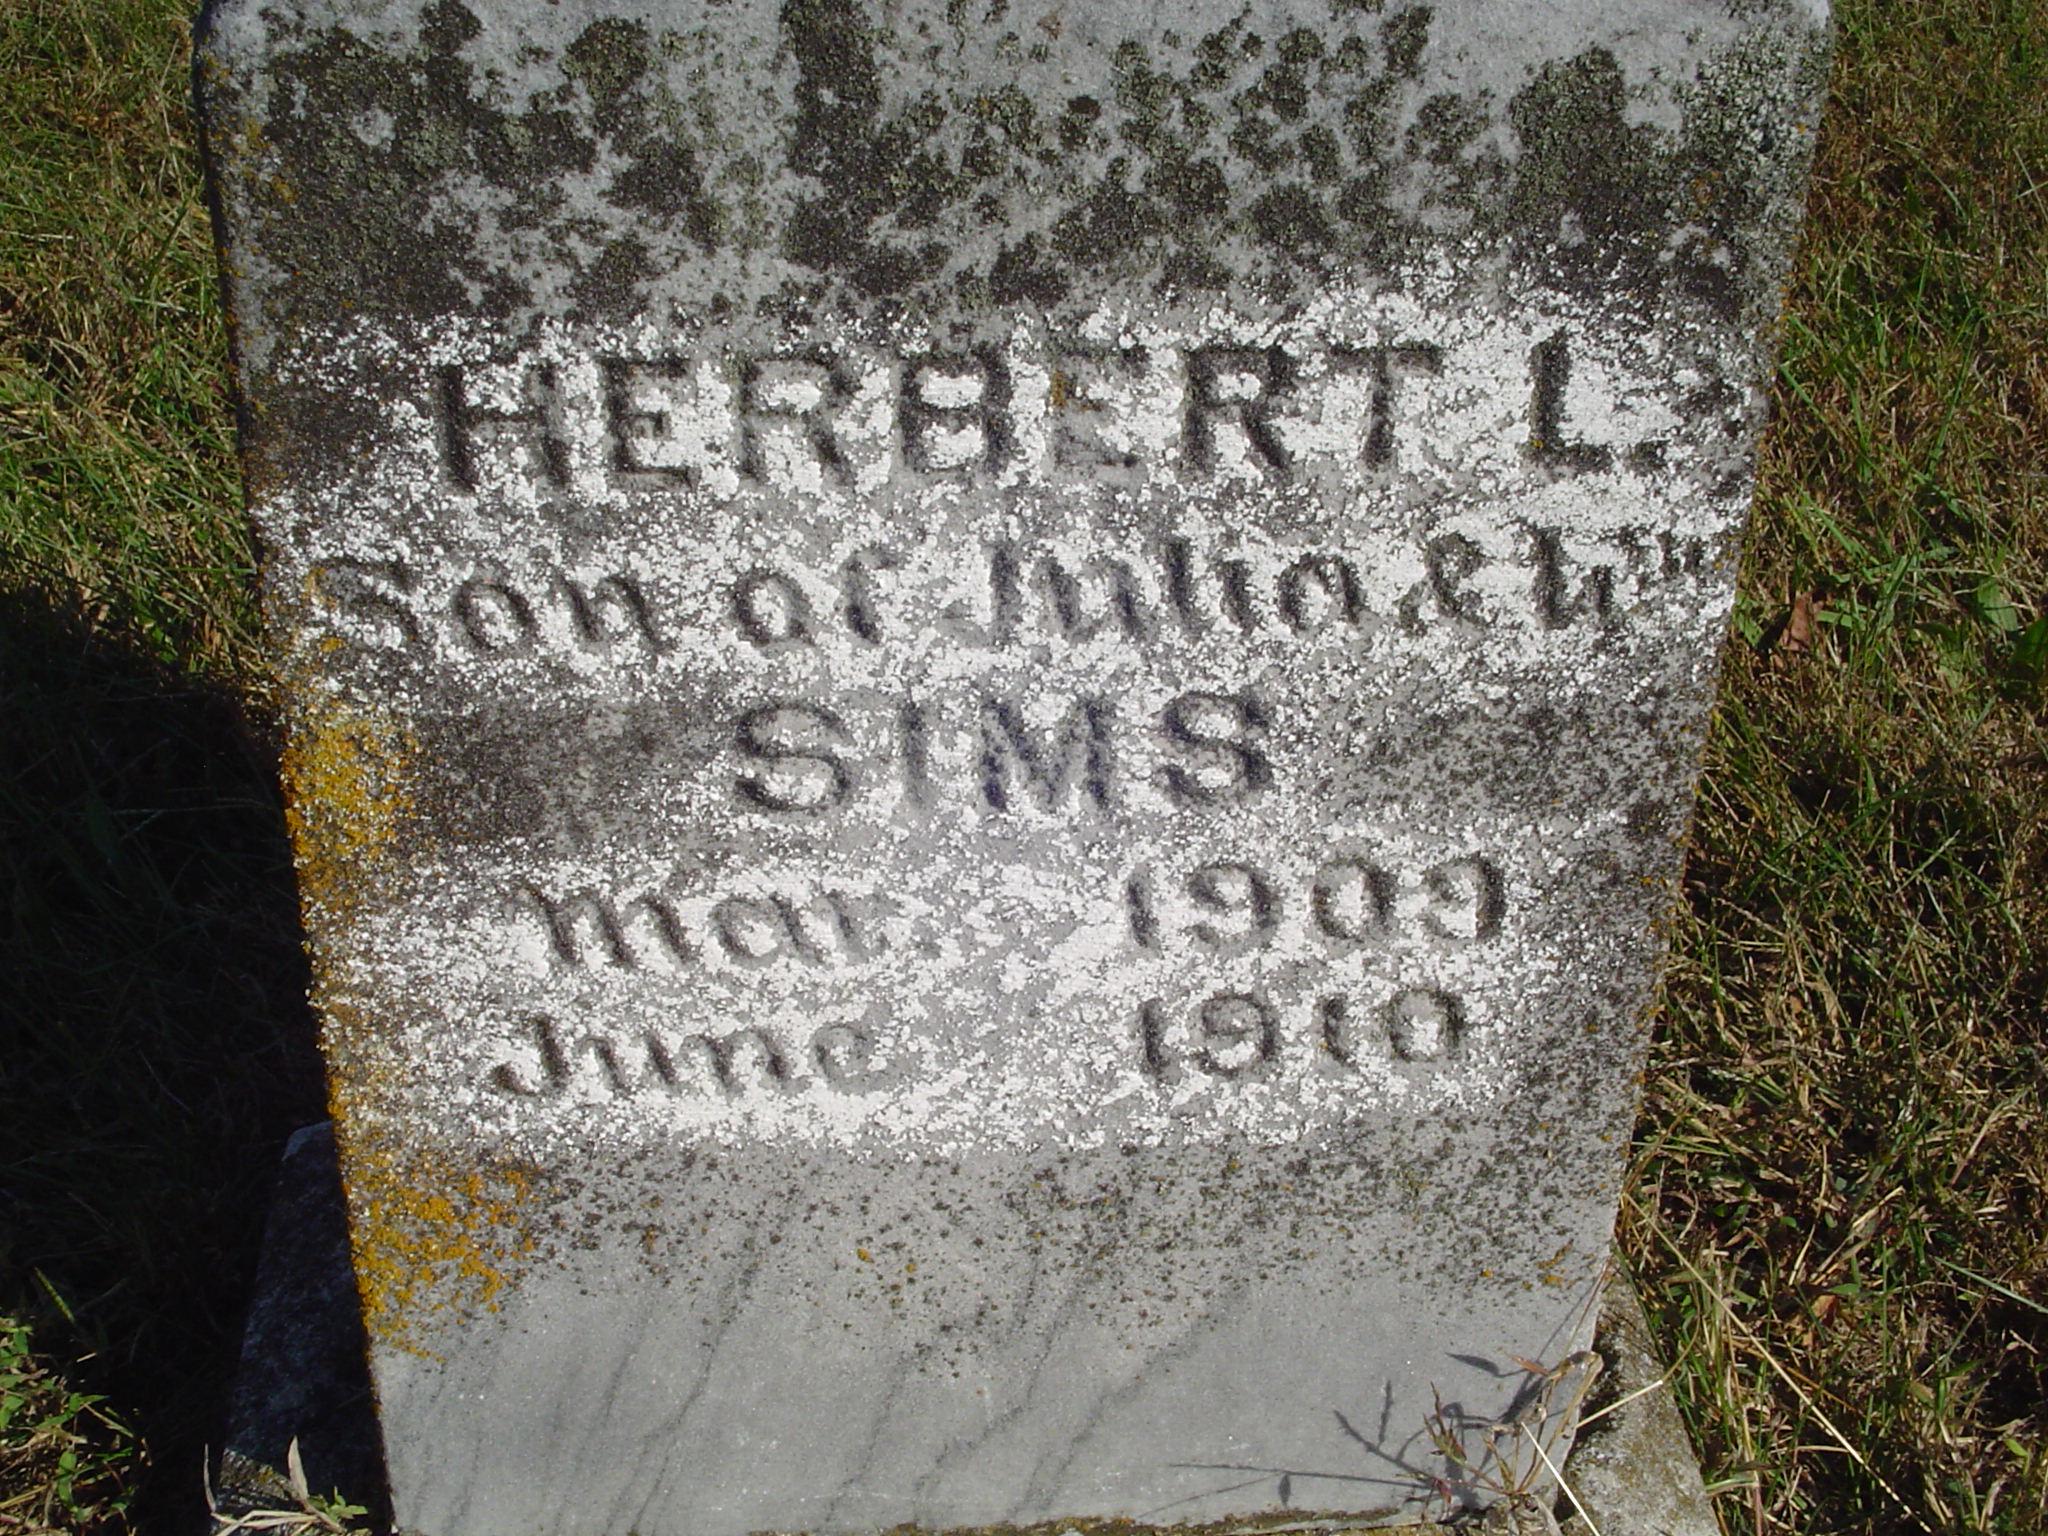 HERBERT L.
Son of Julia &
SIMS
Mar. 1909
June 1910